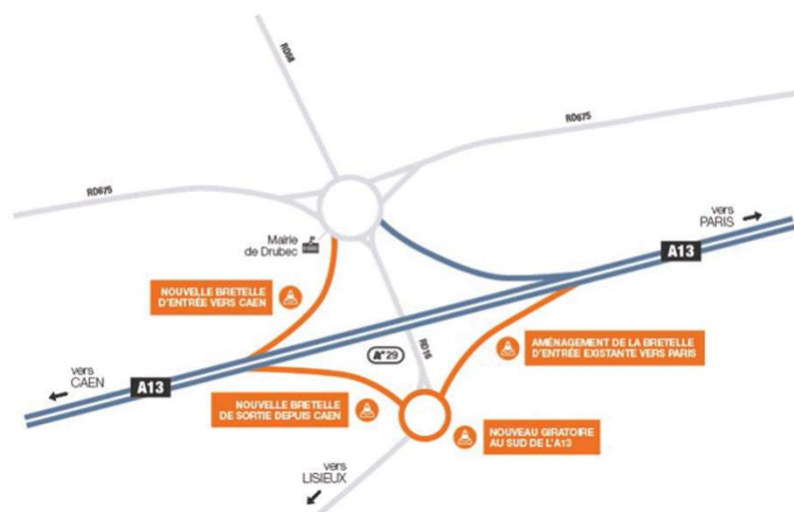 RD58
RD675
RD675
vers
PARIS
Mairie
de Drubec
A13
NOUVELLE BRETELLE
D'ENTRÉE VERS CAEN
AMÉNAGEMENT DE LA BRETELLE
D'ENTRÉE EXISTANTE VERS PARIS
RD16
29
vers
CAEN
A13
NOUVELLE BRETELLE
DE SORTIE DEPUIS CAEN
NOUVEAU GIRATOIRE
AU SUD DE L'A13
vers
LISIEUX